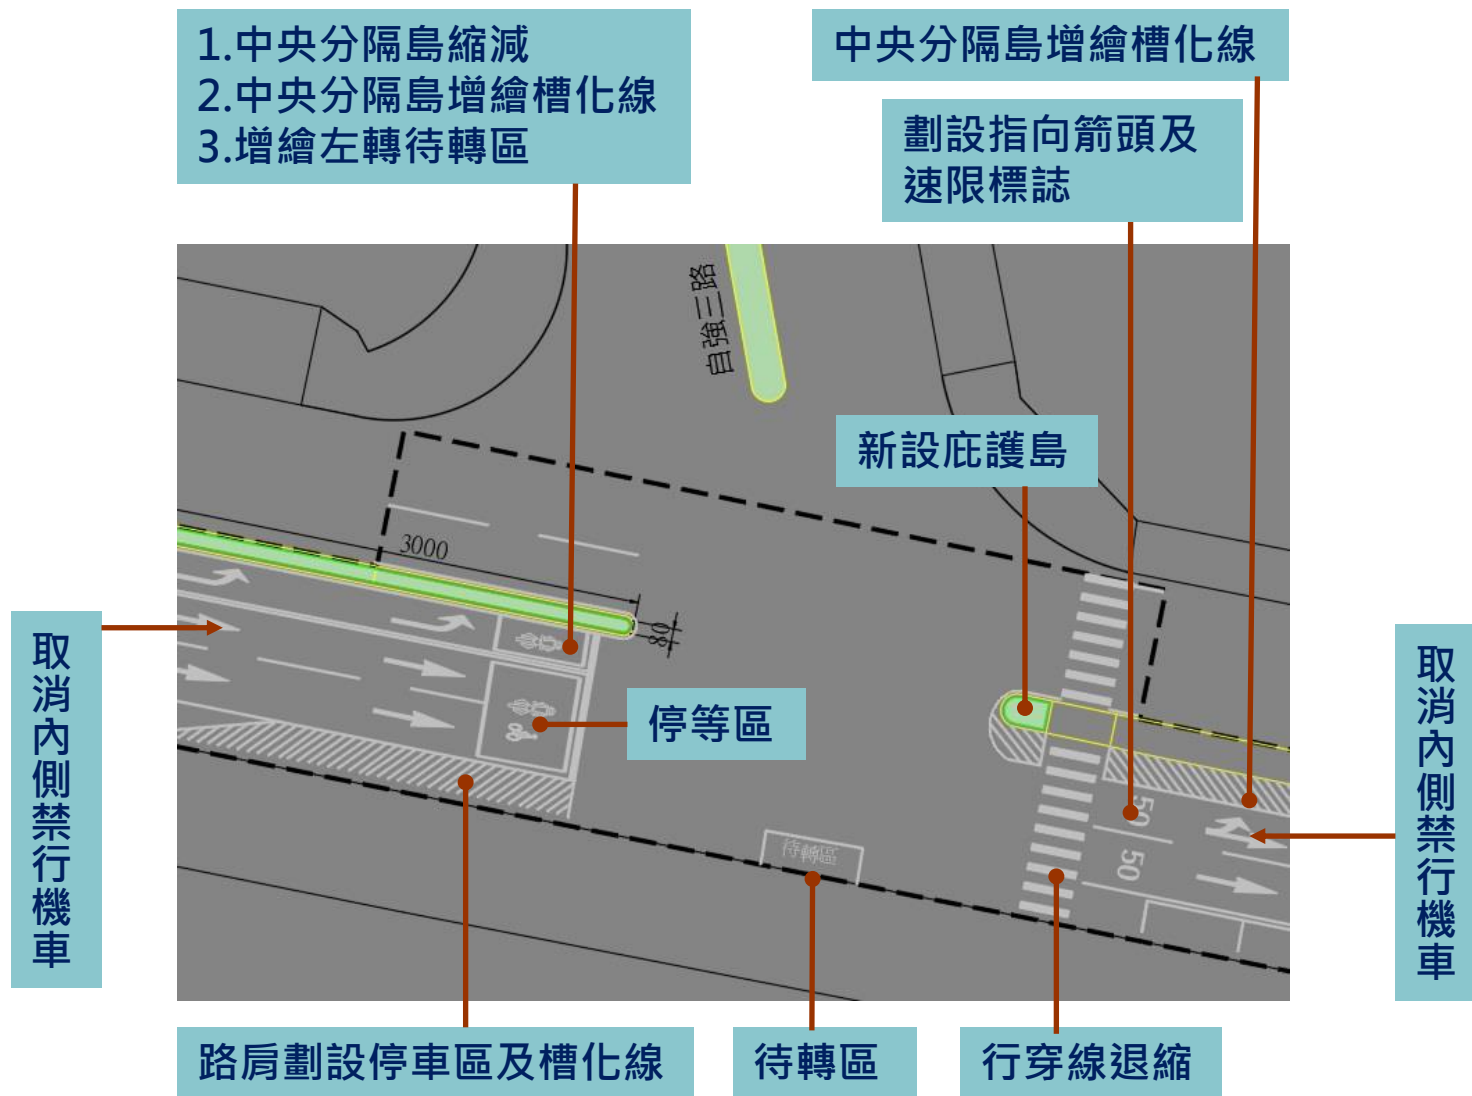 1.中央分隔島縮減
2.中央分隔島增繪槽化線
3.增繪左轉待轉區
中央分隔島增繪槽化線
劃設指向箭頭及
速限標誌
自強三路
新設庇護島
3000
80
取消內側禁行機車
停等區
取消內側禁行機車
50
50
待轉區
路肩劃設停車區及槽化線
待轉區
行穿線退縮